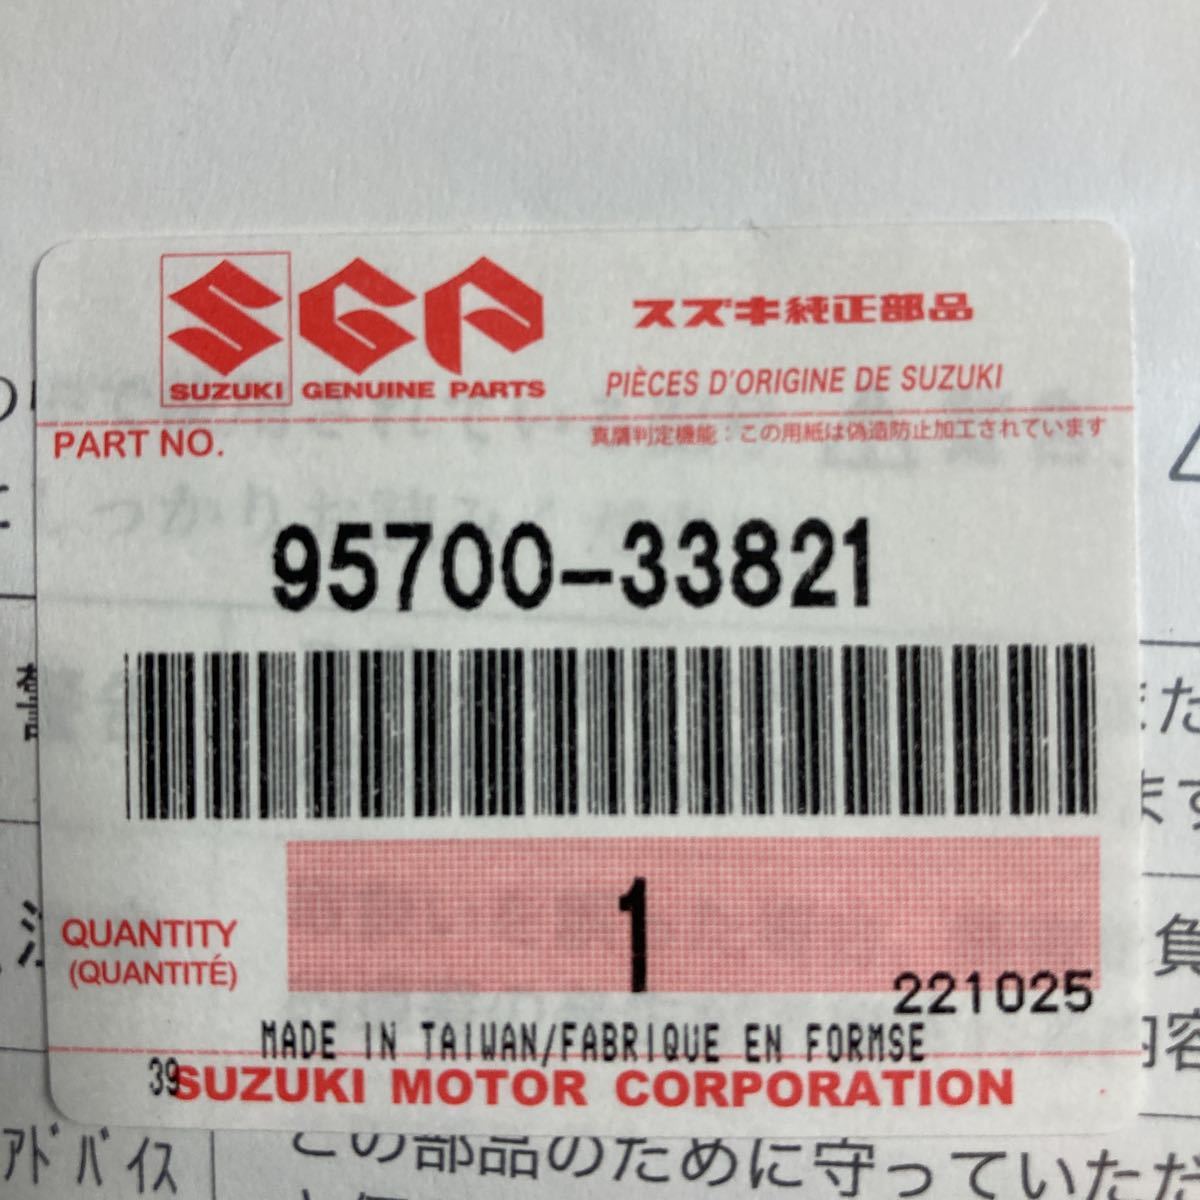 SUZUKI GENUINE PARTS
スズキ純正部品
PIÈCES D'ORIGINE DE SUZUKI
PART NO.
真贋判定機能：この用紙は偽造防止加工されています
95700-33821
QUANTITY
(QUANTITÉ)
1
221025
MADE IN TAIWAN/FABRIQUE EN FORMSE
39
SUZUKI MOTOR CORPORATION
アドバイス
この部品のために守っていただ